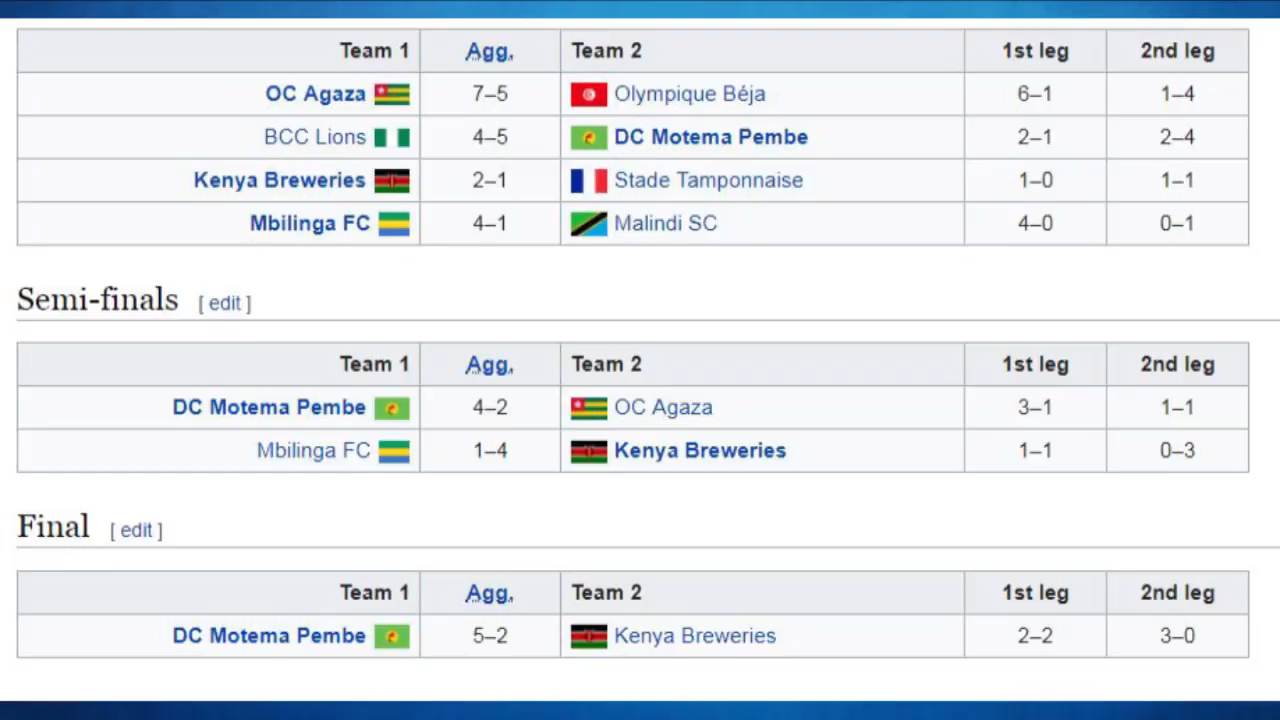 Team 1 Agg. Team 2 1st leg 2nd leg
OC Agaza 7–5 Olympique Béja 6–1 1–4
BCC Lions 4–5 DC Motema Pembe 2–1 2–4
Kenya Breweries 2–1 Stade Tamponnaise 1–0 1–1
Mbilinga FC 4–1 Malindi SC 4–0 0–1
Semi-finals [ edit ]
Team 1 Agg. Team 2 1st leg 2nd leg
DC Motema Pembe 4–2 OC Agaza 3–1 1–1
Mbilinga FC 1–4 Kenya Breweries 1–1 0–3
Final [ edit ]
Team 1 Agg. Team 2 1st leg 2nd leg
DC Motema Pembe 5–2 Kenya Breweries 2–2 3–0